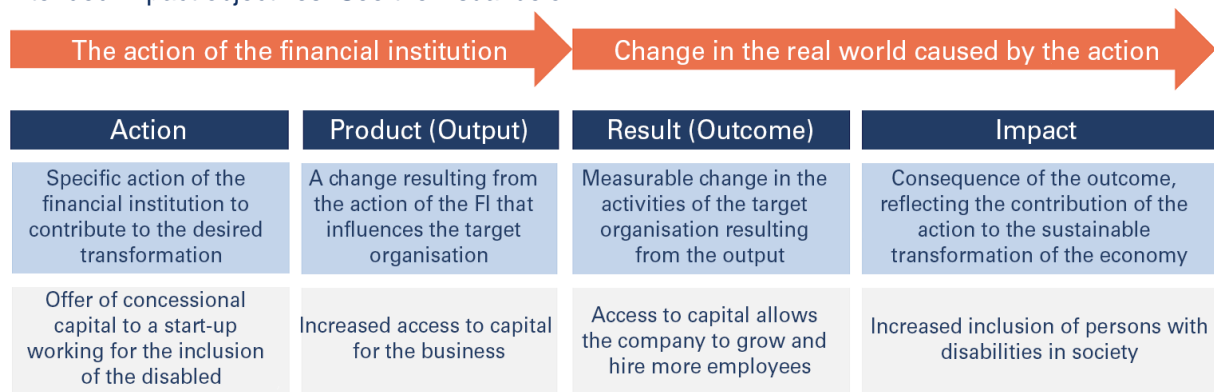 The action of the financial institution
Change in the real world caused by the action
Action
Product (Output)
Result (Outcome)
Impact
Specific action of the
financial institution to
contribute to the desired
transformation
A change resulting from
the action of the FI that
influences the target
organisation
Measurable change in the
activities of the target
organisation resulting
from the output
Consequence of the outcome,
reflecting the contribution of the
action to the sustainable
transformation of the economy
Offer of concessional
capital to a start-up
working for the inclusion
of the disabled
Increased access to capital
for the business
Access to capital allows
the company to grow and
hire more employees
Increased inclusion of persons with
disabilities in society